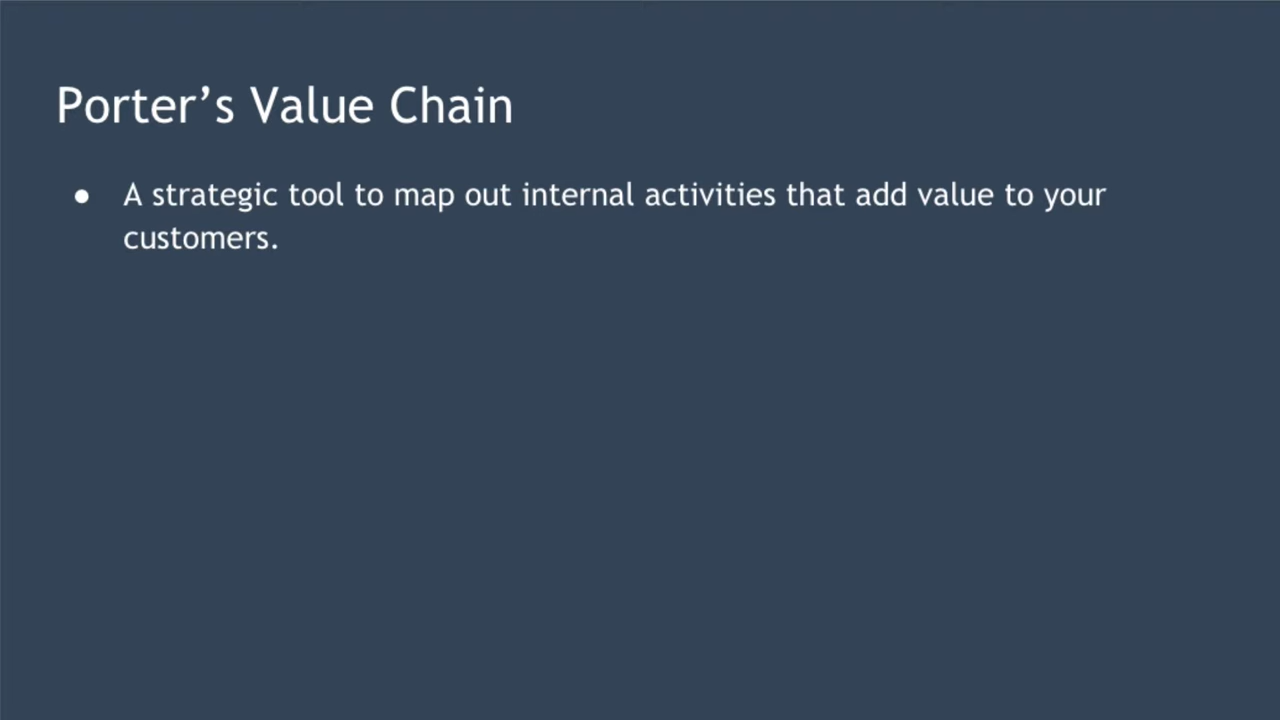 Porter’s Value Chain
● A strategic tool to map out internal activities that add value to your
customers.